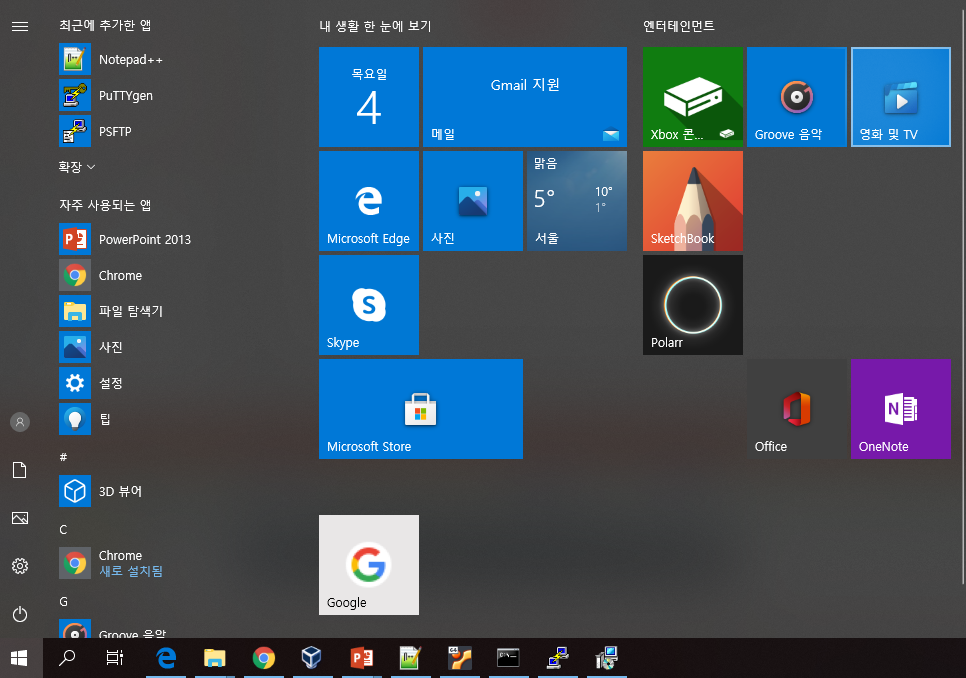 최근에 추가한 앱
Notepad++
PuTTYgen
PSFTP
확장
자주 사용되는 앱
PowerPoint 2013
Chrome
파일 탐색기
사진
설정
팁
#
3D 뷰어
C
Chrome
새로 설치됨
G
Groove 음악
내 생활 한 눈에 보기
목요일
4
Gmail 지원
메일
Microsoft Edge
사진
맑음
5°
10°
1°
서울
Skype
Microsoft Store
Google
엔터테인먼트
Xbox 콘...
Groove 음악
영화 및 TV
SketchBook
Polarr
Office
OneNote